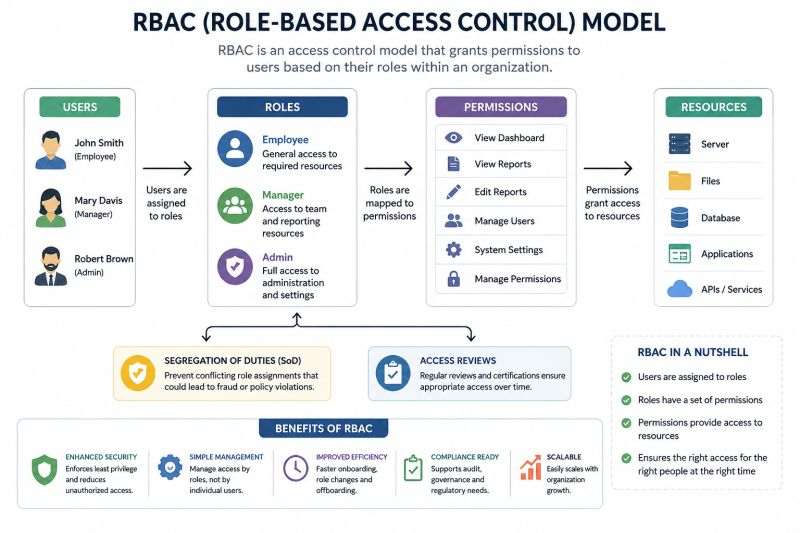 RBAC (ROLE-BASED ACCESS CONTROL) MODEL
RBAC is an access control model that grants permissions to
users based on their roles within an organization.
USERS
John Smith
(Employee)
Mary Davis
(Manager)
Robert Brown
(Admin)
Users are
assigned
to roles
ROLES
Employee
General access to
required resources
Manager
Access to team
and reporting
resources
Admin
Full access to
administration
and settings
Roles are
mapped to
permissions
PERMISSIONS
View Dashboard
View Reports
Edit Reports
Manage Users
System Settings
Manage Permissions
Permissions
grant access
to resources
RESOURCES
Server
Files
Database
Applications
APIs / Services
SEGREGATION OF DUTIES (SoD)
Prevent conflicting role assignments that
could lead to fraud or policy violations.
ACCESS REVIEWS
Regular reviews and certifications ensure
appropriate access over time.
RBAC IN A NUTSHELL
Users are assigned to roles
Roles have a set of permissions
Permissions provide access to
resources
Ensures the right access for the
right people at the right time
BENEFITS OF RBAC
ENHANCED SECURITY
Enforces least privilege
and reduces
unauthorized access.
SIMPLE MANAGEMENT
Manage access by
roles, not by
individual users.
IMPROVED EFFICIENCY
Faster onboarding,
role changes and
offboarding.
COMPLIANCE READY
Supports audit,
governance and
regulatory needs.
SCALABLE
Easily scales with
organization
growth.